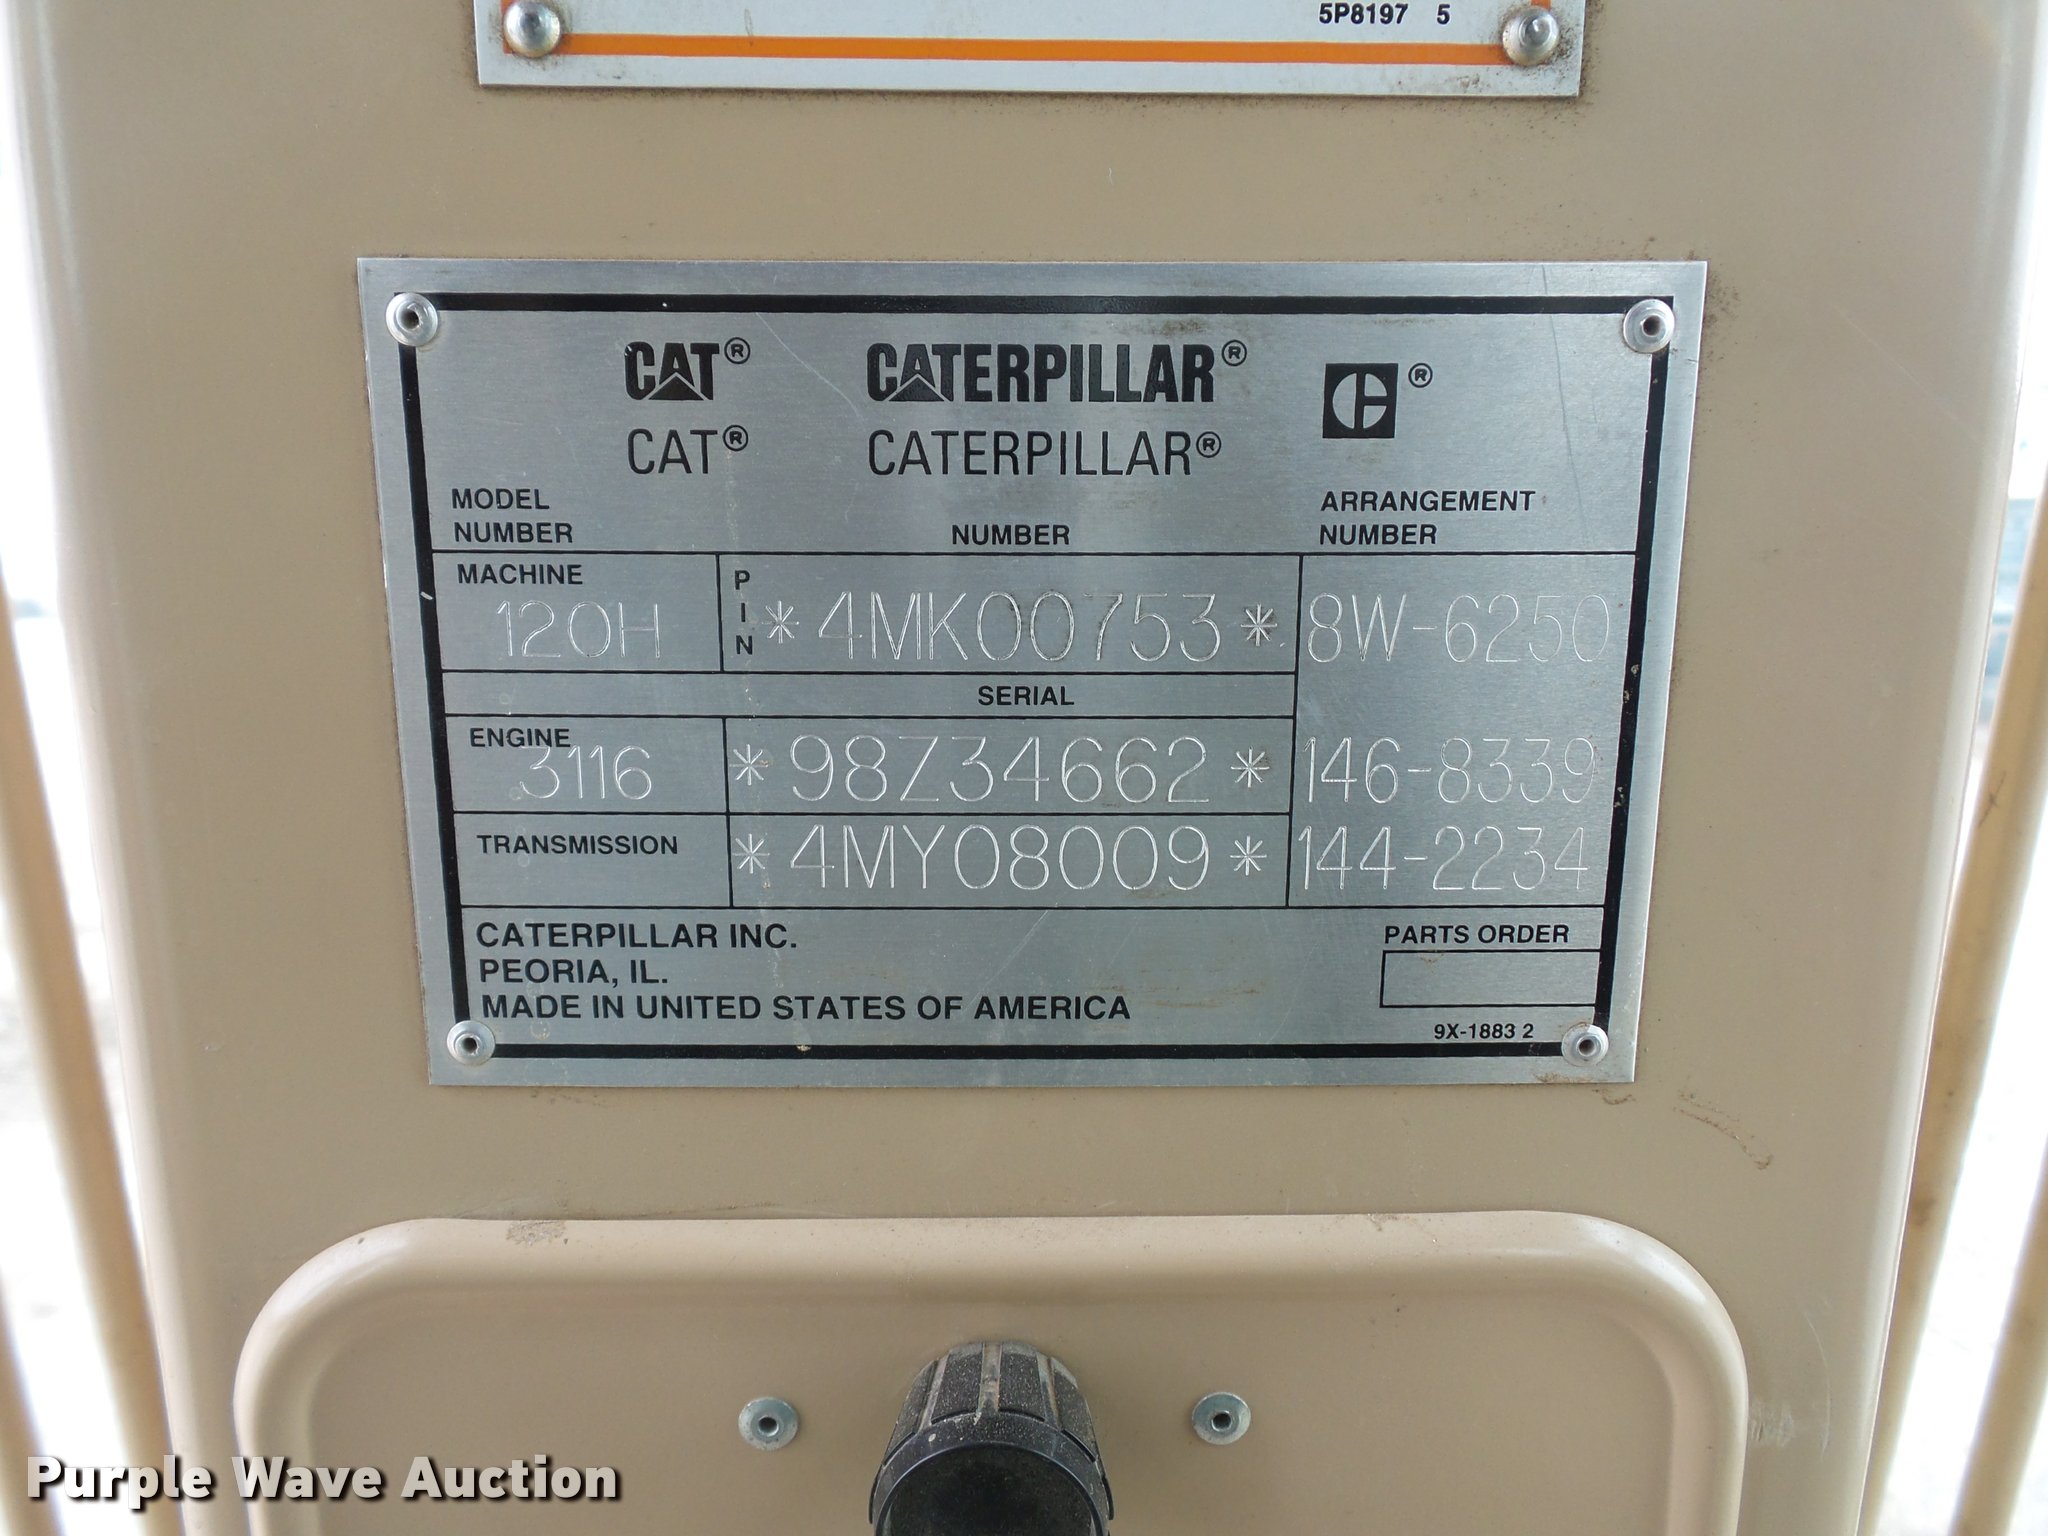 5P8197 5
CAT® CATERPILLAR® ®
CAT® CATERPILLAR®
MODEL NUMBER NUMBER ARRANGEMENT NUMBER
MACHINE 120H PIN *4MK00753* 8W-6250
SERIAL
ENGINE 3116 *98Z34662* 146-8339
TRANSMISSION *4MY08009* 144-2234
CATERPILLAR INC. PARTS ORDER
PEORIA, IL.
MADE IN UNITED STATES OF AMERICA
9X-1883 2
Purple Wave Auction